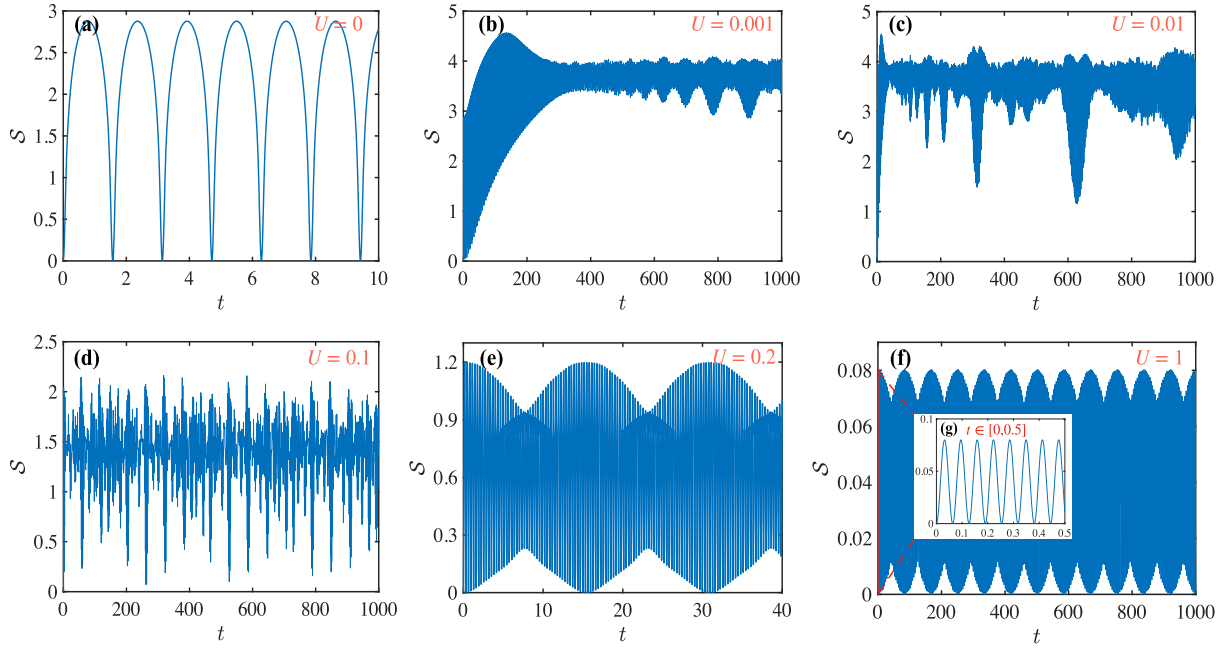 (a) U = 0
3
2.5
2
1.5
1
0.5
0
S
0 2 4 6 8 10
t
(b) U = 0.001
5
4
3
2
1
0
S
0 200 400 600 800 1000
t
(c) U = 0.01
5
4
3
2
1
0
S
0 200 400 600 800 1000
t
(d) U = 0.1
2.5
2
1.5
1
0.5
0
S
0 200 400 600 800 1000
t
(e) U = 0.2
1.2
0.9
0.6
0.3
0
S
0 10 20 30 40
t
(f) U = 1
0.08
0.06
0.04
0.02
0
S
0 200 400 600 800 1000
t
(g) t ∈ [0,0.5]
0.1
0.05
0
0 0.1 0.2 0.3 0.4 0.5